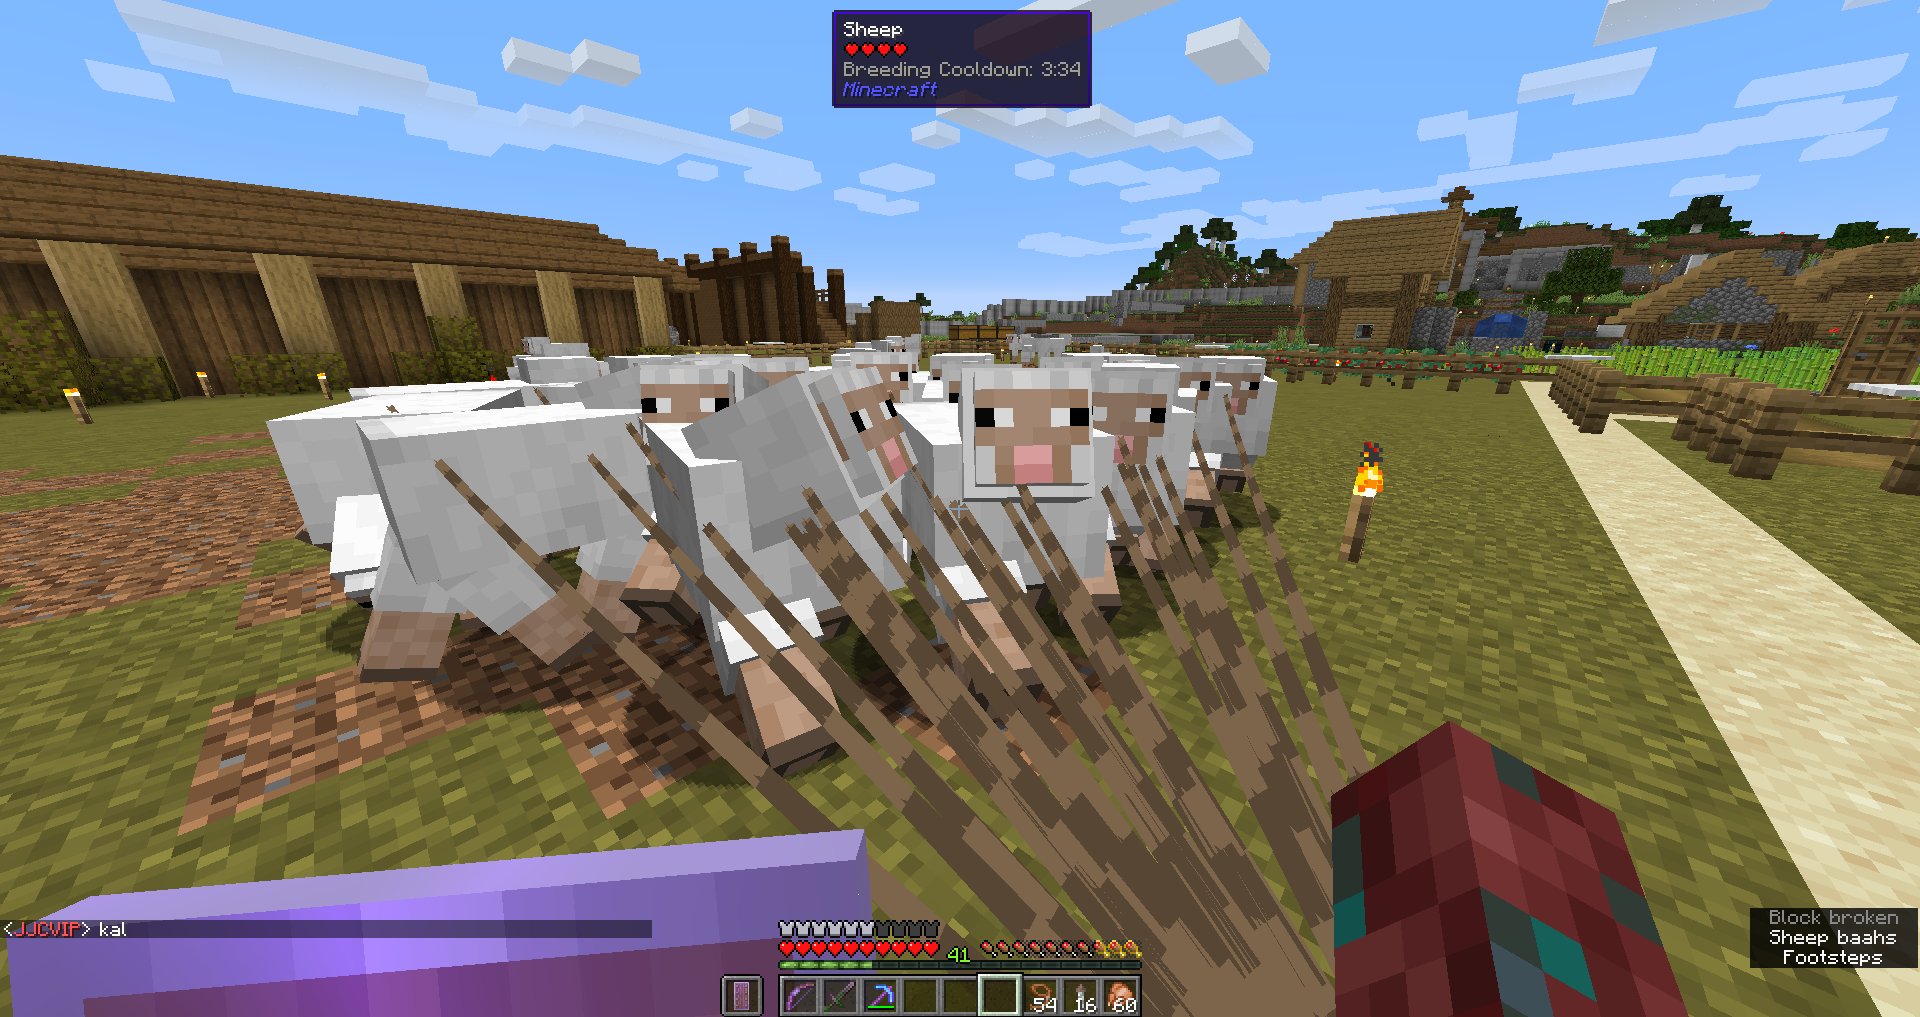 Sheep
Breeding Cooldown: 3:34
Minecraft
<JJCVIP> kal
41
54
16
60
Block broken
Sheep baahs
Footsteps